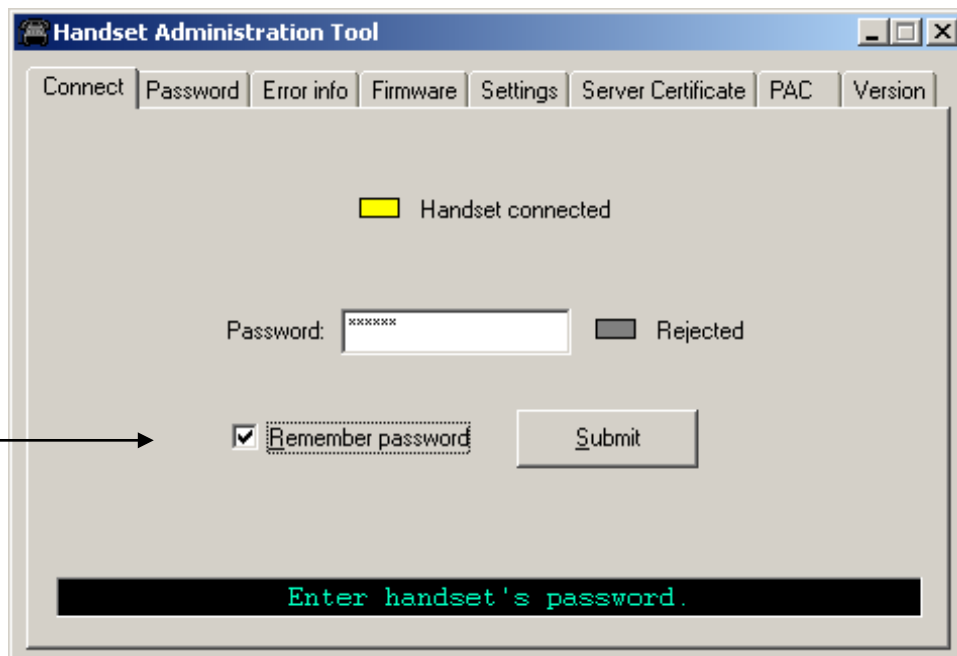 Handset Administration Tool
Connect Password Error info Firmware Settings Server Certificate PAC Version
Handset connected
Password: ****** Rejected
Remember password Submit
Enter handset's password.